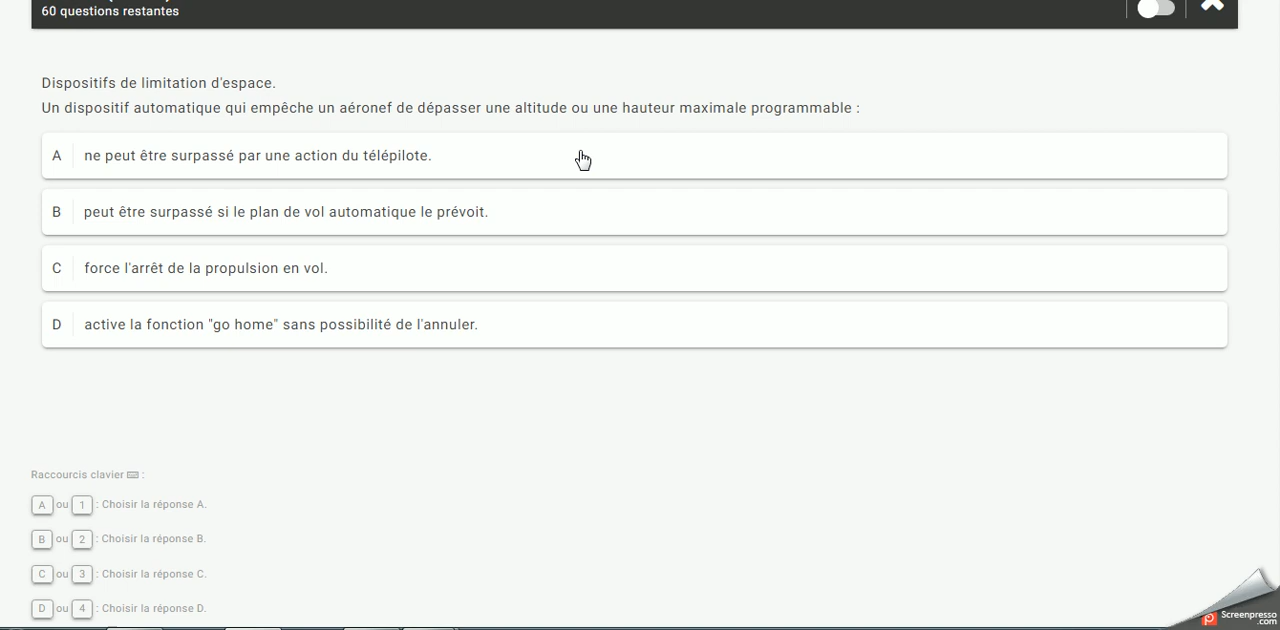 60 questions restantes
Dispositifs de limitation d'espace.
Un dispositif automatique qui empêche un aéronef de dépasser une altitude ou une hauteur maximale programmable :
A ne peut être surpassé par une action du télépilote.
B peut être surpassé si le plan de vol automatique le prévoit.
C force l'arrêt de la propulsion en vol.
D active la fonction "go home" sans possibilité de l'annuler.
Raccourcis clavier :
A ou 1 : Choisir la réponse A.
B ou 2 : Choisir la réponse B.
C ou 3 : Choisir la réponse C.
D ou 4 : Choisir la réponse D.
Screenpresso
.com